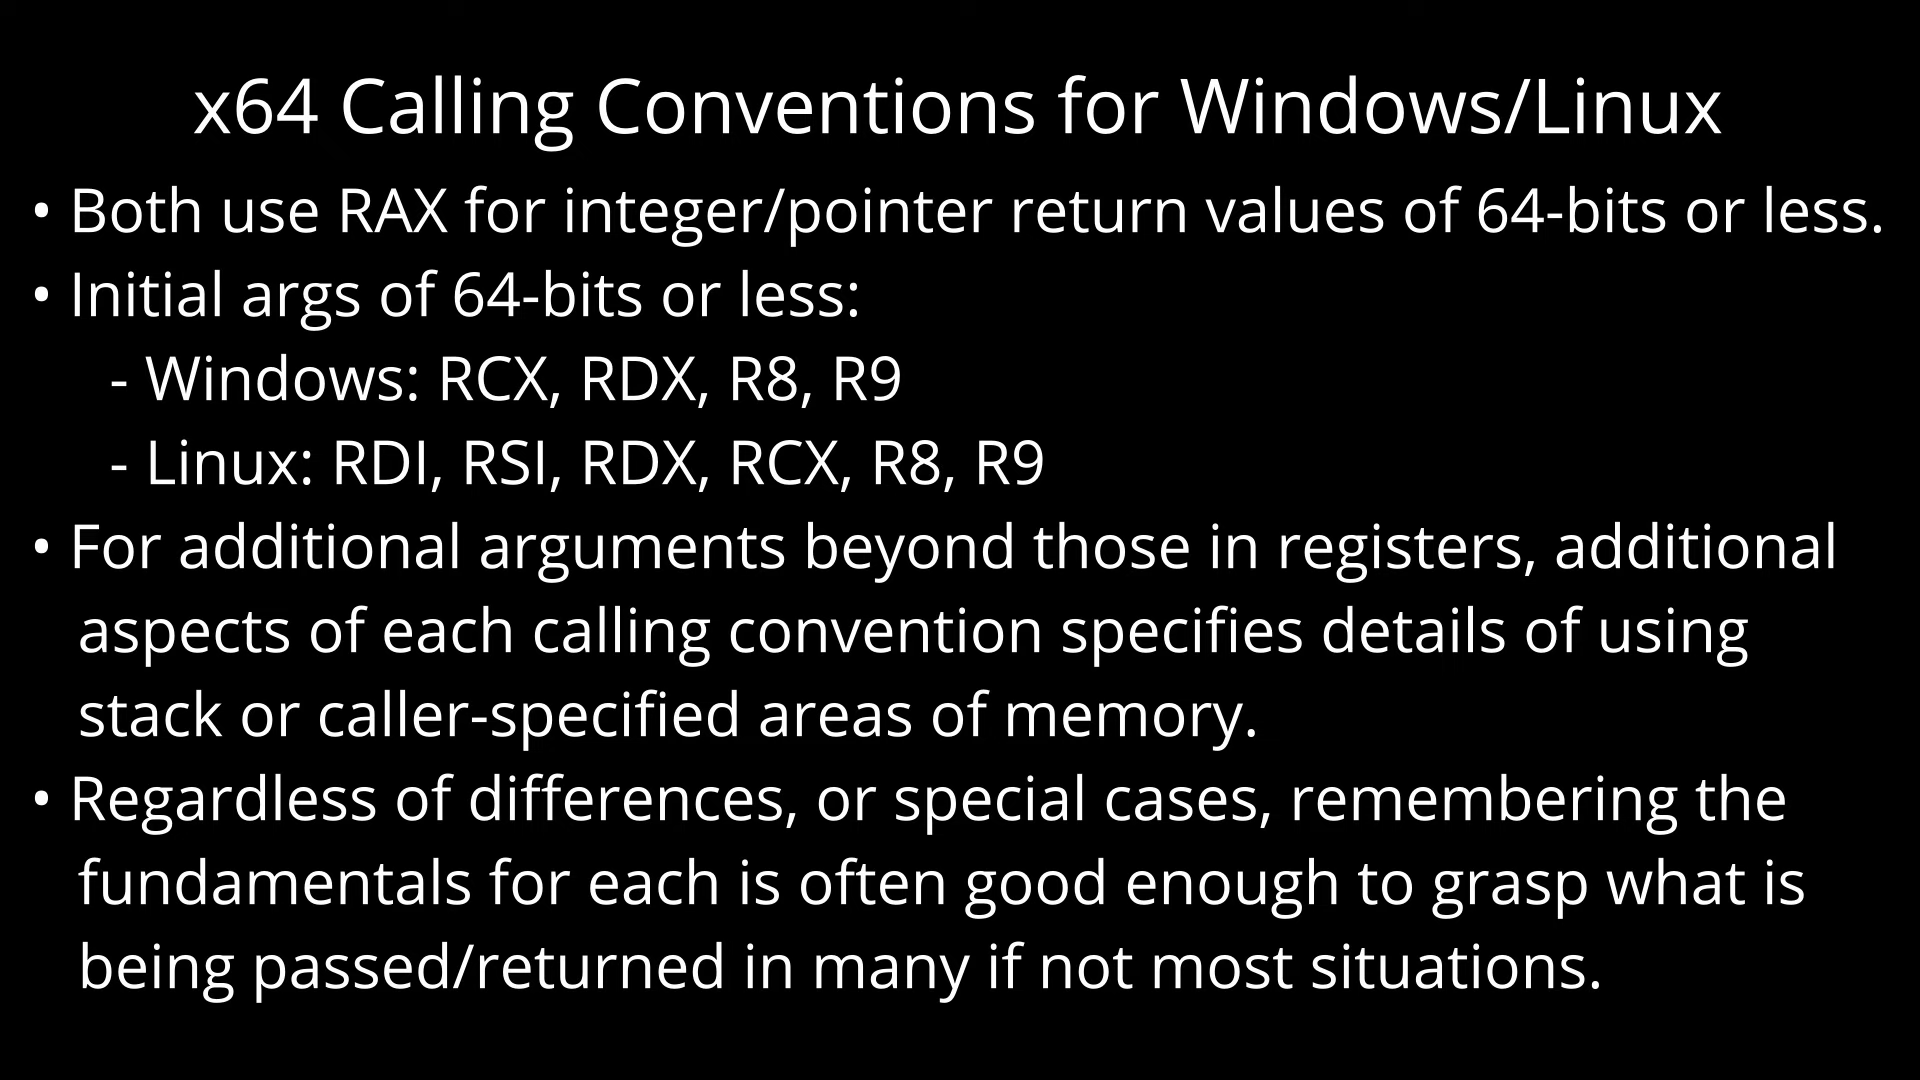 x64 Calling Conventions for Windows/Linux
• Both use RAX for integer/pointer return values of 64-bits or less.
• Initial args of 64-bits or less:
- Windows: RCX, RDX, R8, R9
- Linux: RDI, RSI, RDX, RCX, R8, R9
• For additional arguments beyond those in registers, additional
aspects of each calling convention specifies details of using
stack or caller-specified areas of memory.
• Regardless of differences, or special cases, remembering the
fundamentals for each is often good enough to grasp what is
being passed/returned in many if not most situations.